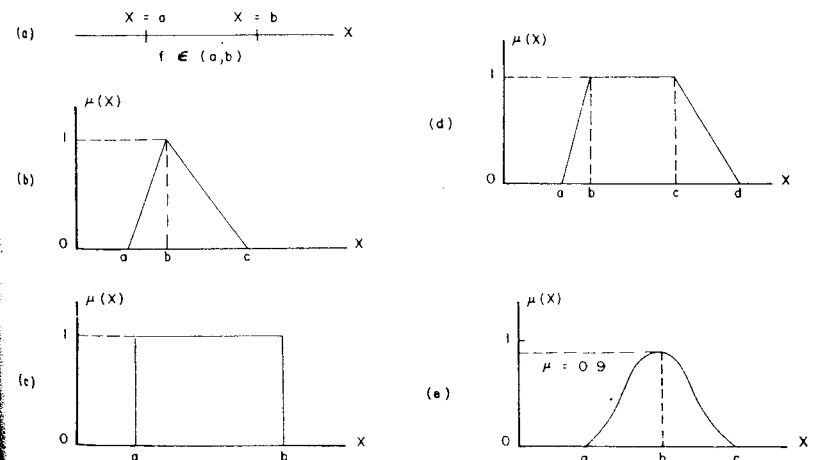 (a)
X = a X = b
X
f ∈ (a,b)
(b)
μ(X)
1
0
a b c
X
(c)
μ(X)
1
0
a b
X
(d)
μ(X)
1
0
a b c d
X
(e)
μ(X)
1
μ = 0 9
0
a b c
X